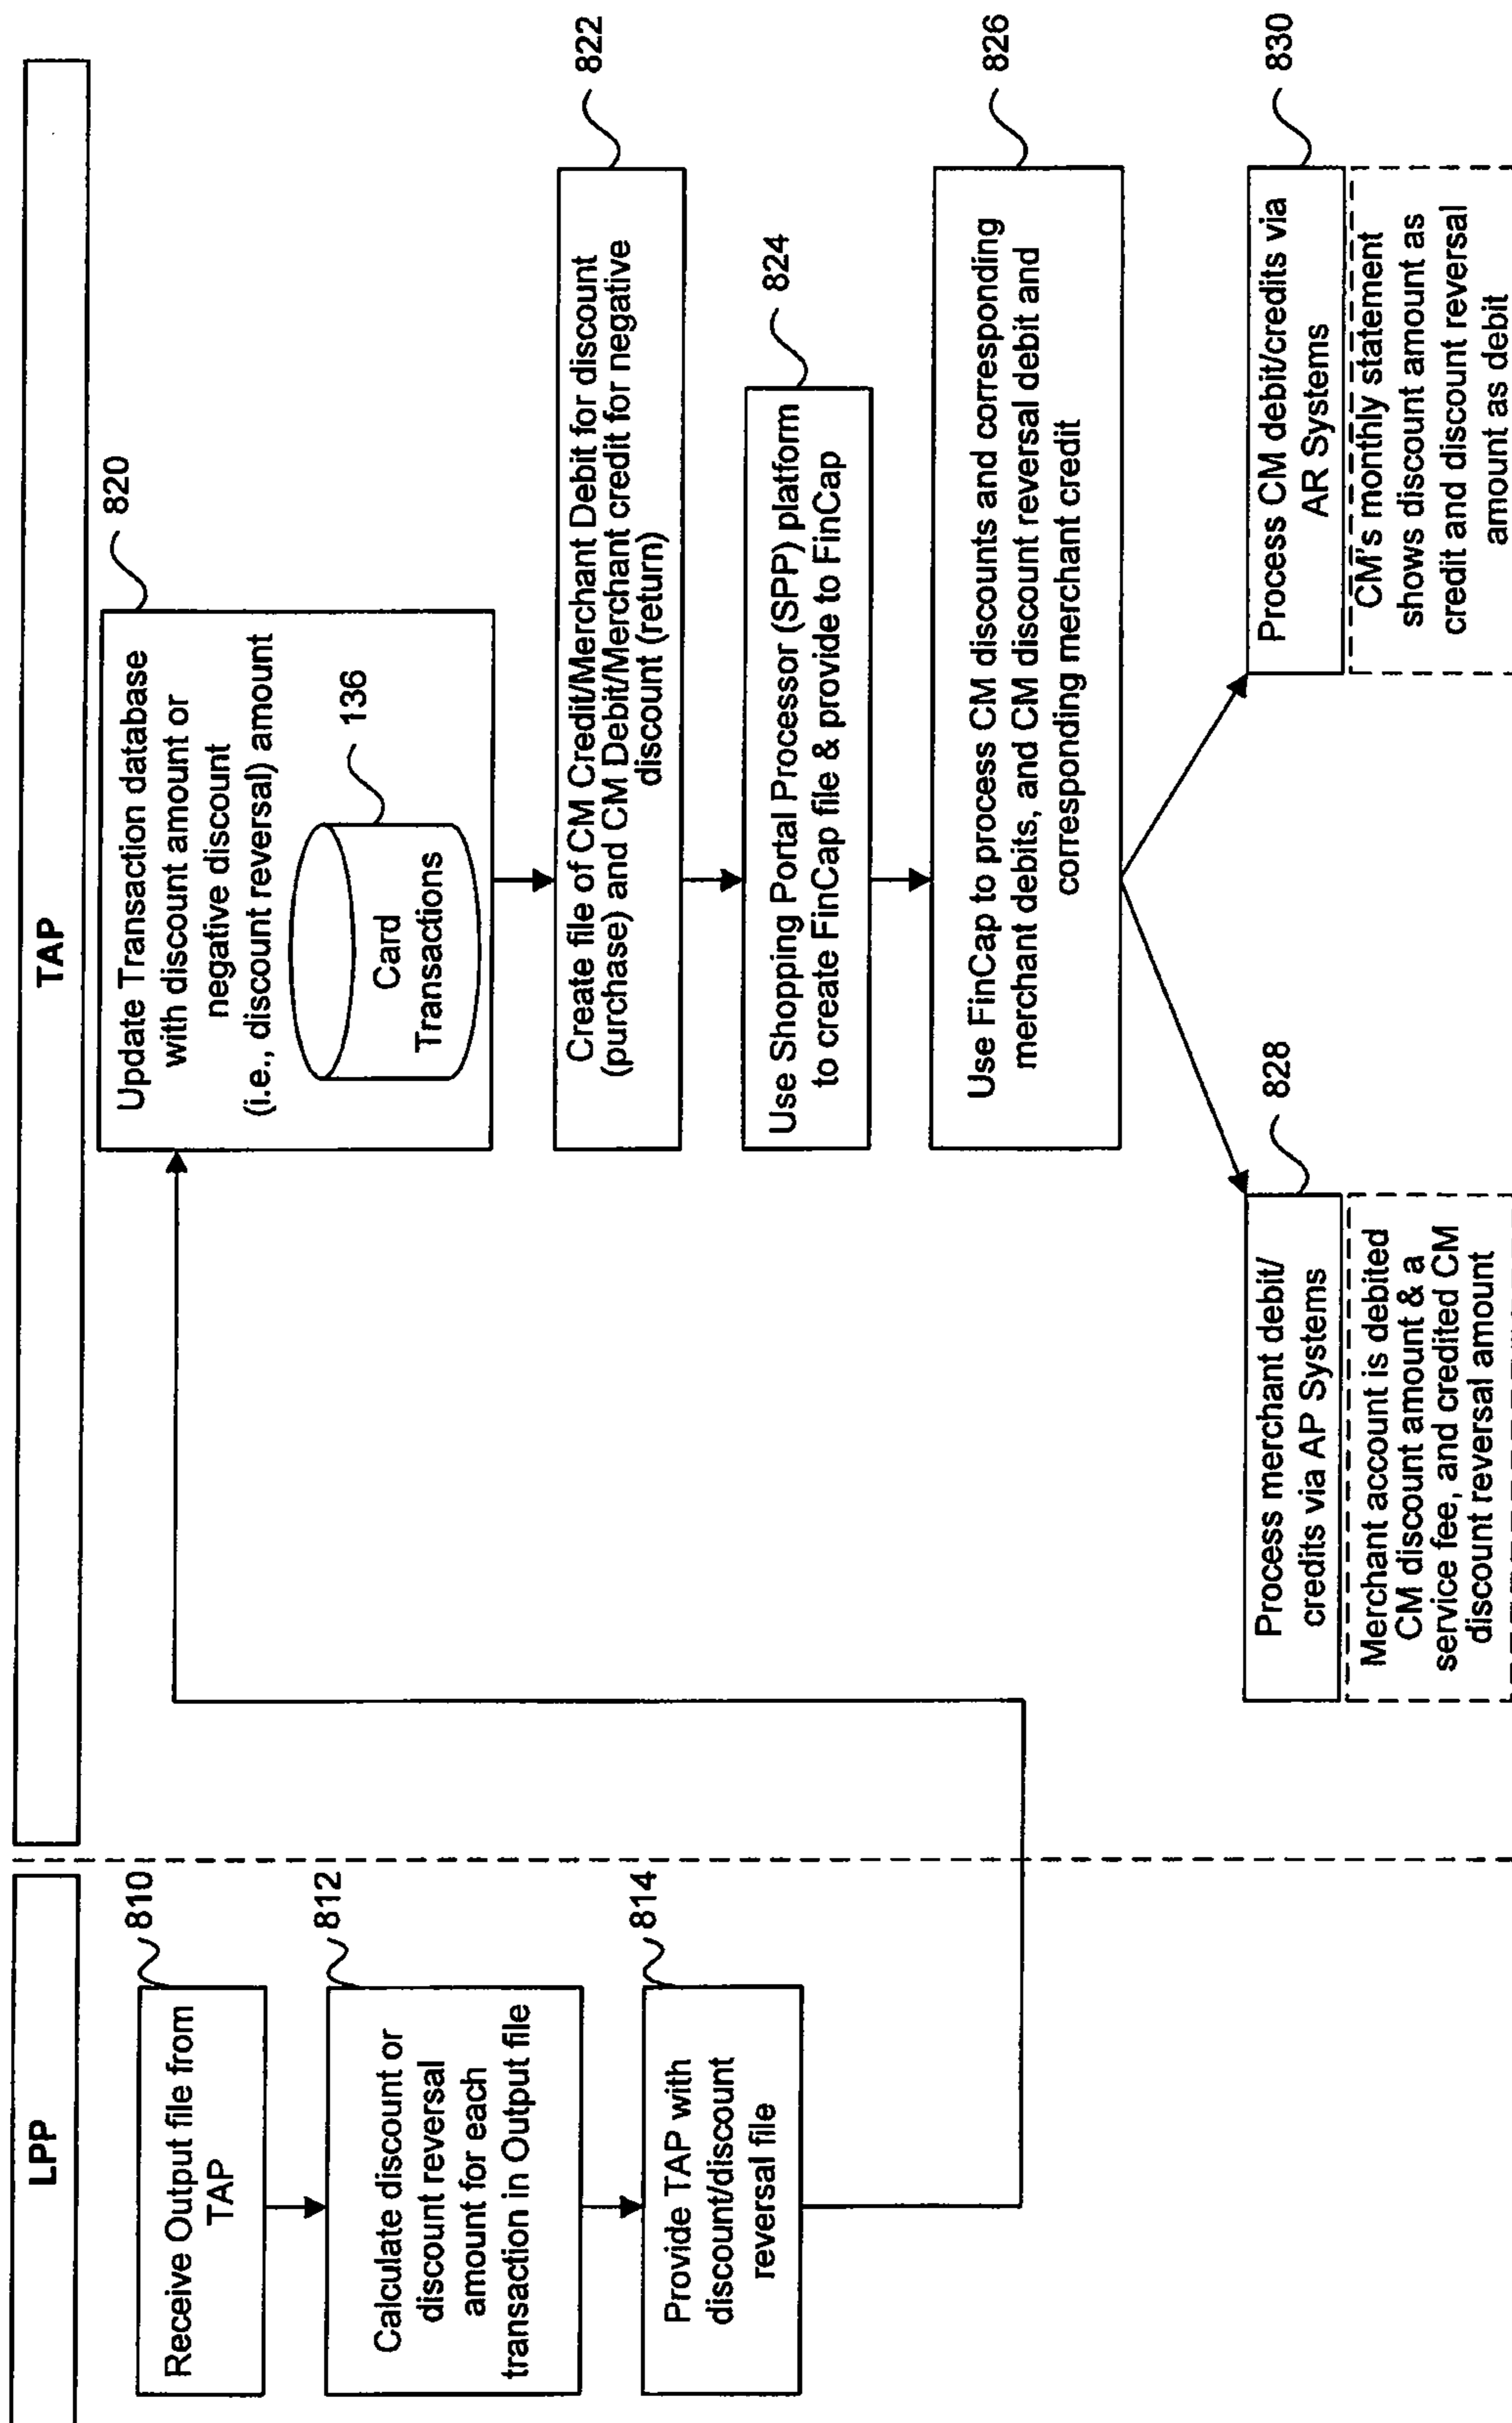 LPP
810
Receive Output file from
TAP
812
Calculate discount or
discount reversal
amount for each
transaction in Output file
814
Provide TAP with
discount/discount
reversal file
TAP
820
Update Transaction database
with discount amount or
negative discount
(i.e., discount reversal) amount
136
Card
Transactions
822
Create file of CM Credit/Merchant Debit for discount
(purchase) and CM Debit/Merchant credit for negative
discount (return)
824
Use Shopping Portal Processor (SPP) platform
to create FinCap file & provide to FinCap
826
Use FinCap to process CM discounts and corresponding
merchant debits, and CM discount reversal debit and
corresponding merchant credit
828
Process merchant debit/
credits via AP Systems
Merchant account is debited
CM discount amount & a
service fee, and credited CM
discount reversal amount
830
Process CM debit/credits via
AR Systems
CM's monthly statement
shows discount amount as
credit and discount reversal
amount as debit